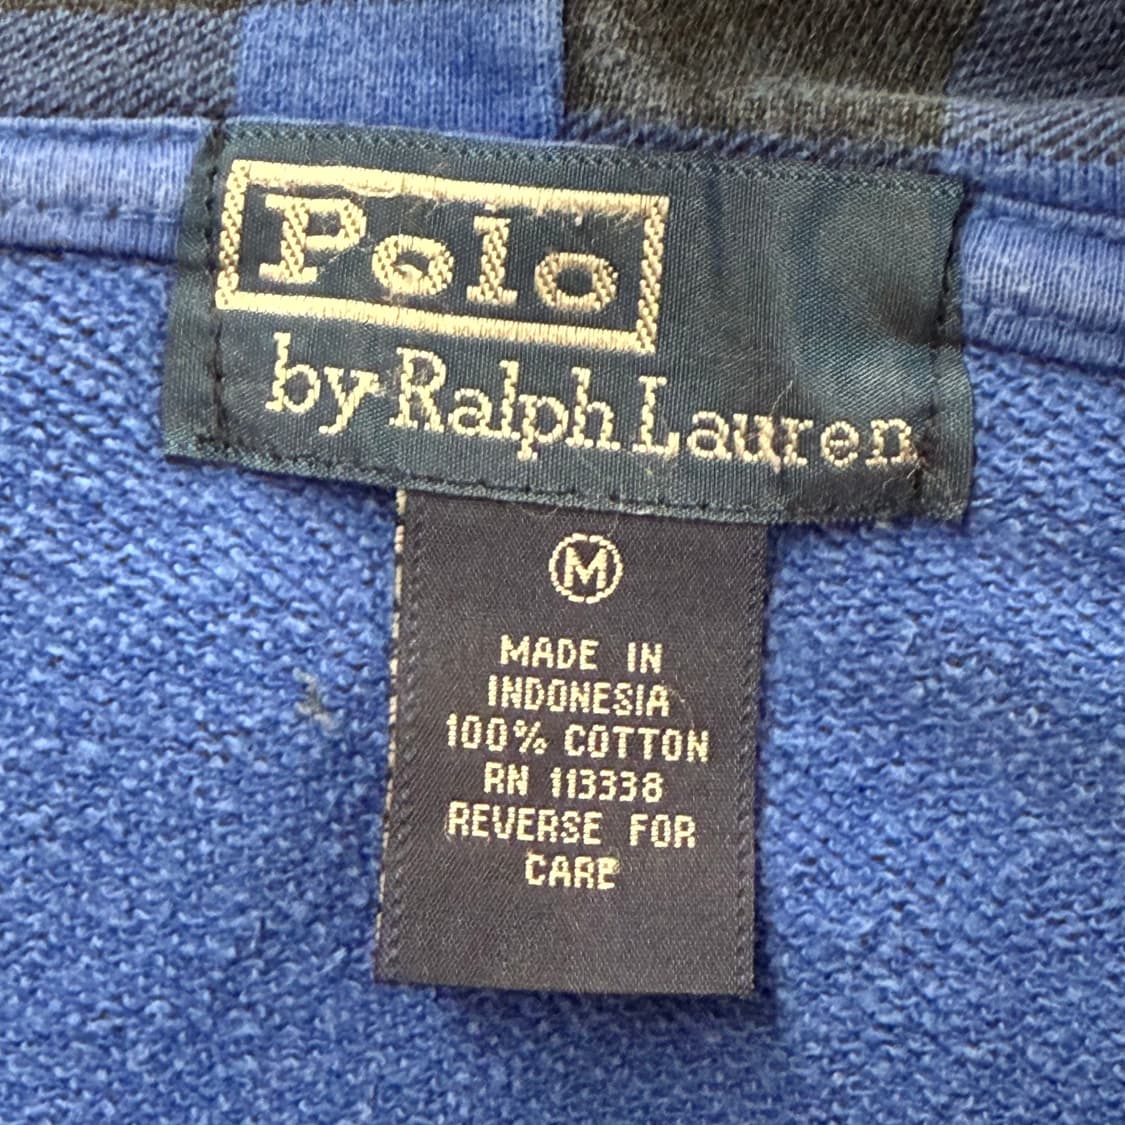 Polo
by Ralph Lauren
M
MADE IN
INDONESIA
100% COTTON
RN 113338
REVERSE FOR
CARE